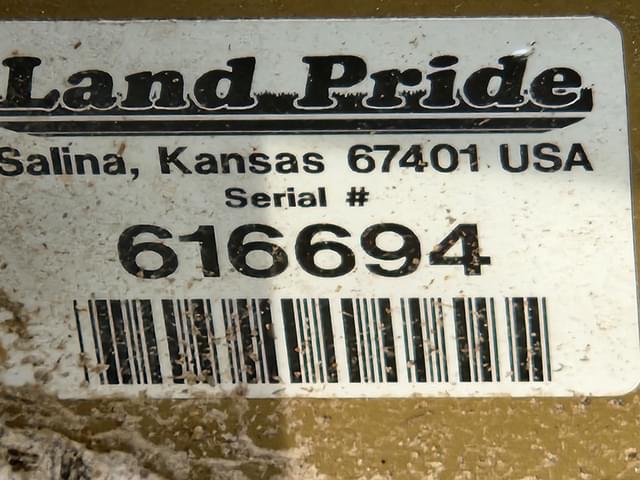 Land Pride
Salina, Kansas 67401 USA
Serial #
616694